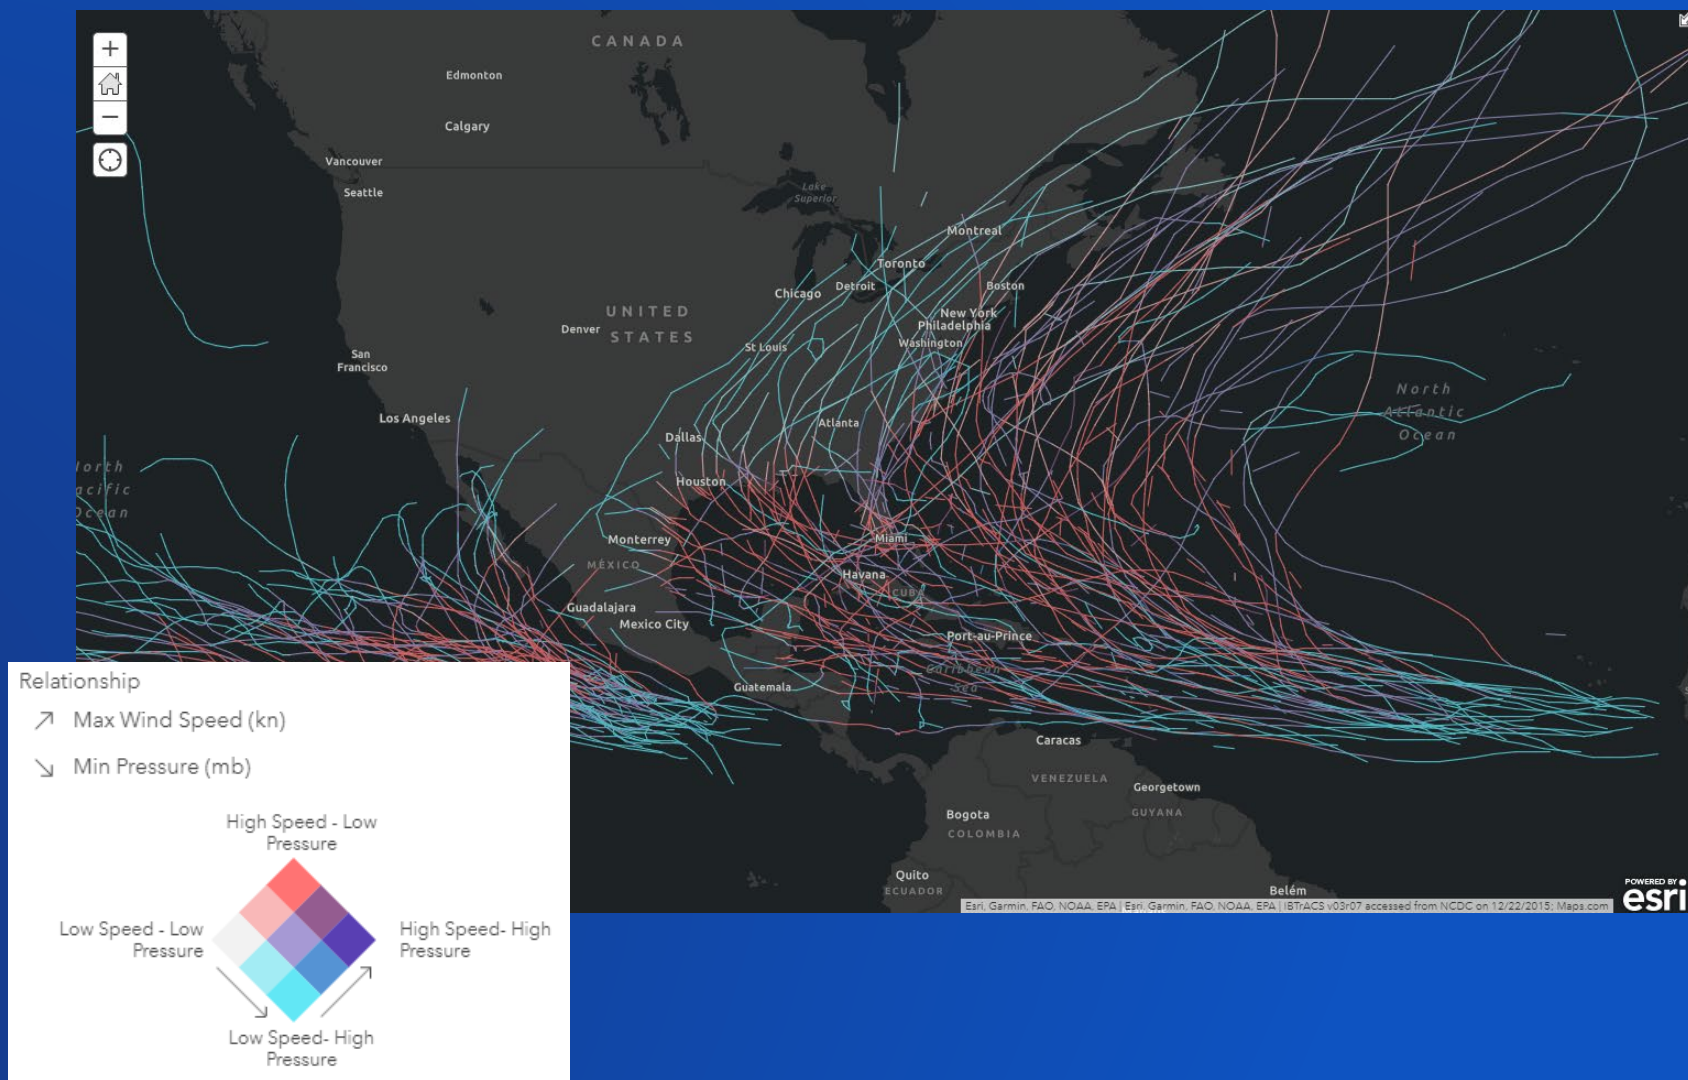 CANADA
Edmonton
Calgary
Vancouver
Seattle
Lake
Superior
Montreal
Toronto
Chicago
Detroit
Boston
UNITED
STATES
New York
Philadelphia
Denver
Washington
St Louis
San
Francisco
North
Atlantic
Ocean
Los Angeles
Atlanta
Dallas
Houston
orth
acific
Ocean
Monterrey
Miami
MÉXICO
Havana
CUBA
Guadalajara
Mexico City
Port-au-Prince
Caribbean
Sea
Guatemala
Caracas
VENEZUELA
Georgetown
GUYANA
Bogota
COLOMBIA
Quito
ECUADOR
Belém
POWERED BY
esri
Esri, Garmin, FAO, NOAA, EPA | Esri, Garmin, FAO, NOAA, EPA | IBTrACS v03r07 accessed from NCDC on 12/22/2015; Maps.com
Relationship
Max Wind Speed (kn)
Min Pressure (mb)
High Speed - Low
Pressure
Low Speed - Low
Pressure
High Speed- High
Pressure
Low Speed- High
Pressure